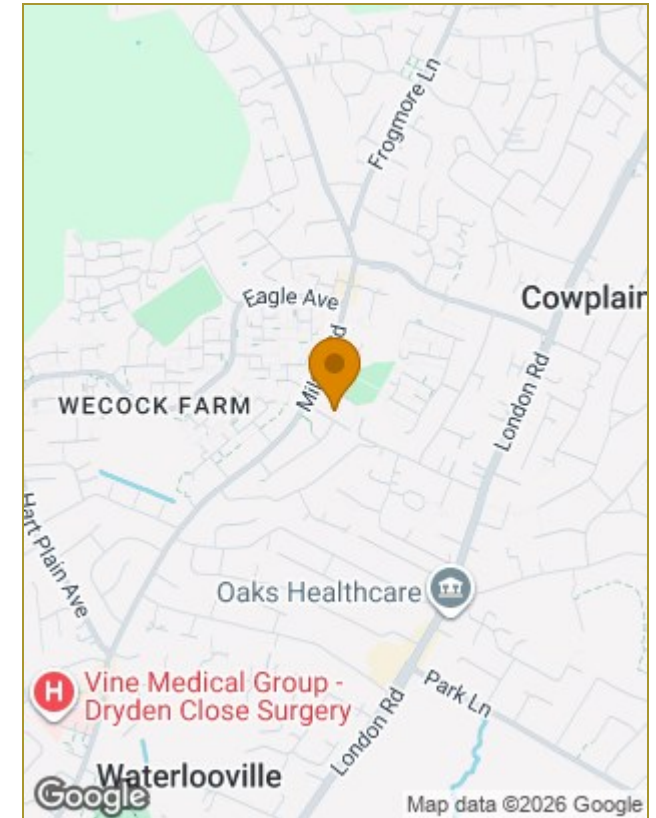 Frogmore Ln
Eagle Ave
Cowplain
WECOCK FARM
London Rd
Hart Plain Ave
Oaks Healthcare
H
Vine Medical Group -
Dryden Close Surgery
Park Ln
London Rd
Waterlooville
Google
Map data ©2026 Google